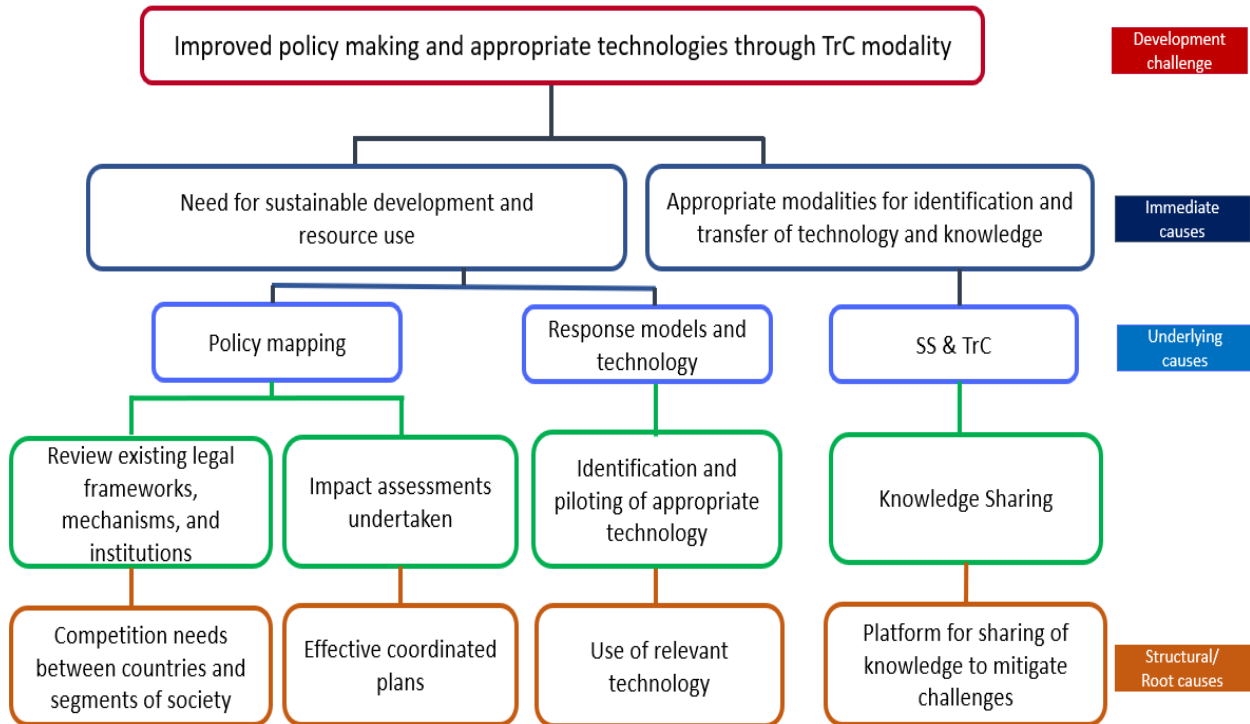 Improved policy making and appropriate technologies through TrC modality
Development
challenge
Need for sustainable development and
resource use
Appropriate modalities for identification and
transfer of technology and knowledge
Immediate
causes
Policy mapping
Response models and
technology
SS & TrC
Underlying
causes
Review existing legal
frameworks,
mechanisms, and
institutions
Impact assessments
undertaken
Identification and
piloting of appropriate
technology
Knowledge Sharing
Competition needs
between countries and
segments of society
Effective coordinated
plans
Use of relevant
technology
Platform for sharing of
knowledge to mitigate
challenges
Structural/
Root causes